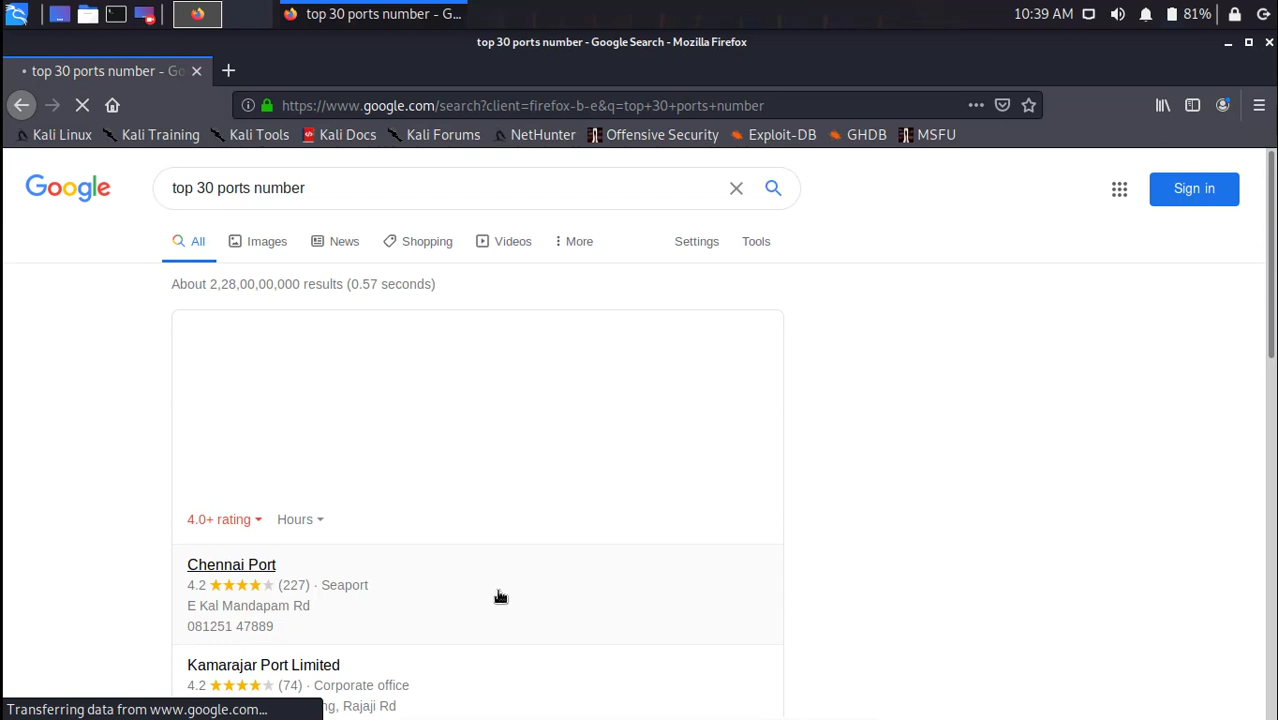 top 30 ports number - G...
10:39 AM
81%
top 30 ports number - Google Search - Mozilla Firefox
top 30 ports number - Go
https://www.google.com/search?client=firefox-b-e&q=top+30+ports+number
Kali Linux
Kali Training
Kali Tools
Kali Docs
Kali Forums
NetHunter
Offensive Security
Exploit-DB
GHDB
MSFU
Google
top 30 ports number
Sign in
All
Images
News
Shopping
Videos
More
Settings
Tools
About 2,28,00,00,000 results (0.57 seconds)
4.0+ rating
Hours
Chennai Port
4.2 (227) · Seaport
E Kal Mandapam Rd
081251 47889
Kamarajar Port Limited
4.2 (74) · Corporate office
ng, Rajaji Rd
Transferring data from www.google.com...